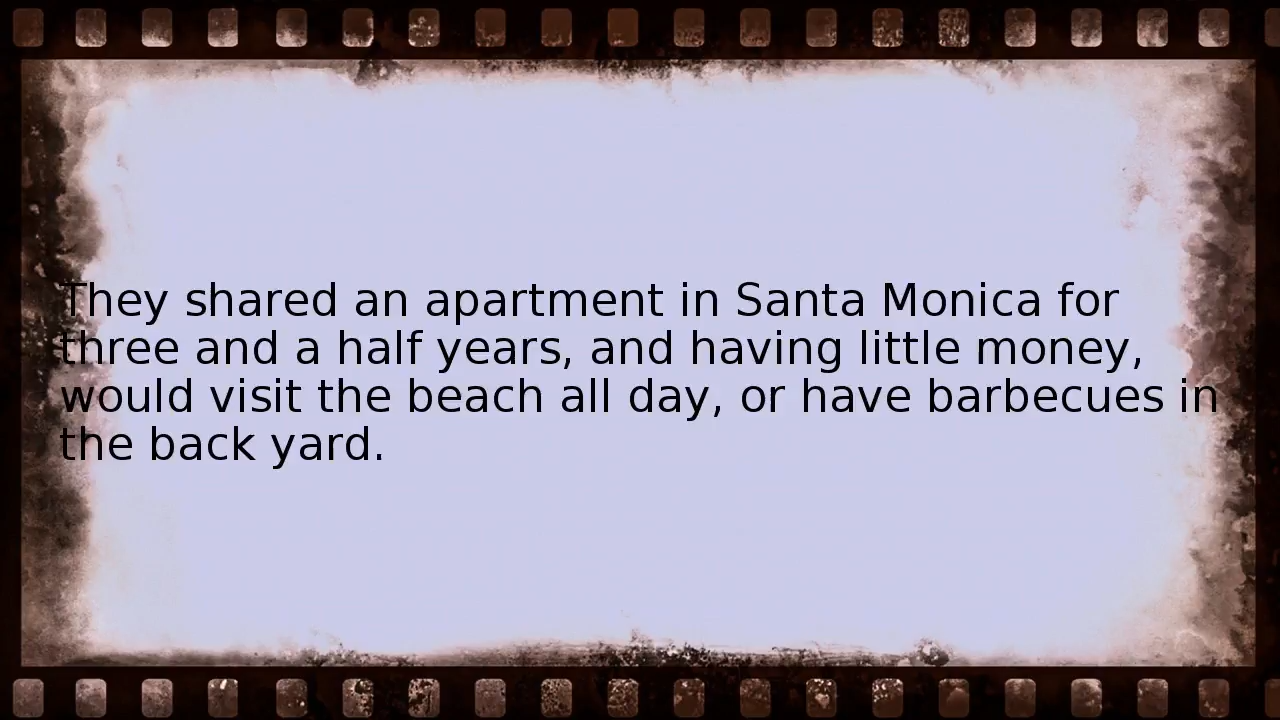 They shared an apartment in Santa Monica for
three and a half years, and having little money,
would visit the beach all day, or have barbecues in
the back yard.